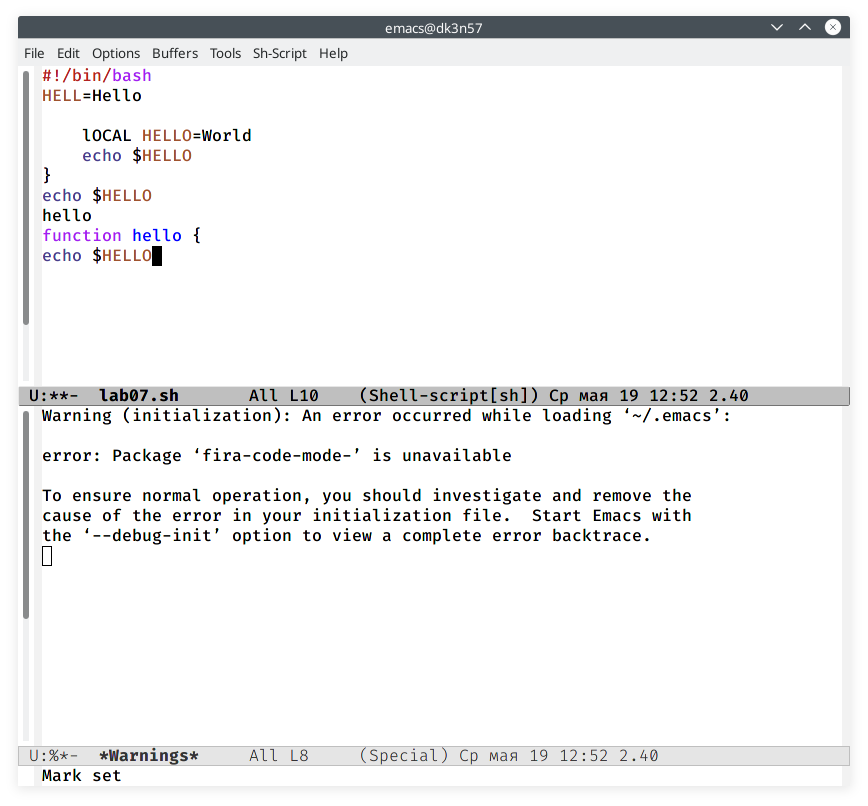 emacs@dk3n57
File Edit Options Buffers Tools Sh-Script Help
#!/bin/bash
HELL=Hello
lOCAL HELLO=World
echo $HELLO
}
echo $HELLO
hello
function hello {
echo $HELLO
U:**- lab07.sh All L10 (Shell-script[sh]) Ср мая 19 12:52 2.40
Warning (initialization): An error occurred while loading ‘~/.emacs’:
error: Package ‘fira-code-mode-’ is unavailable
To ensure normal operation, you should investigate and remove the
cause of the error in your initialization file. Start Emacs with
the ‘--debug-init’ option to view a complete error backtrace.
U:%*- *Warnings* All L8 (Special) Ср мая 19 12:52 2.40
Mark set